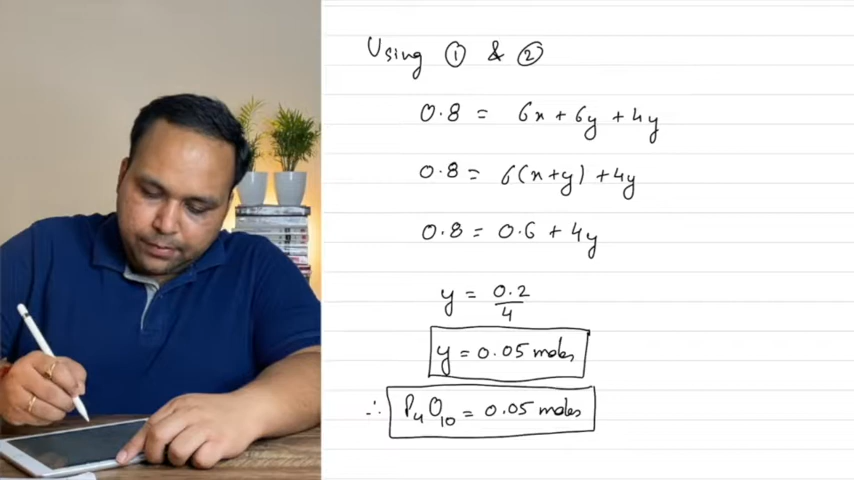 Using ① & ②
0.8 = 6x + 6y + 4y
0.8 = 6(x+y) + 4y
0.8 = 0.6 + 4y
y = 0.2/4
y = 0.05 moles
∴ P₄O₁₀ = 0.05 moles